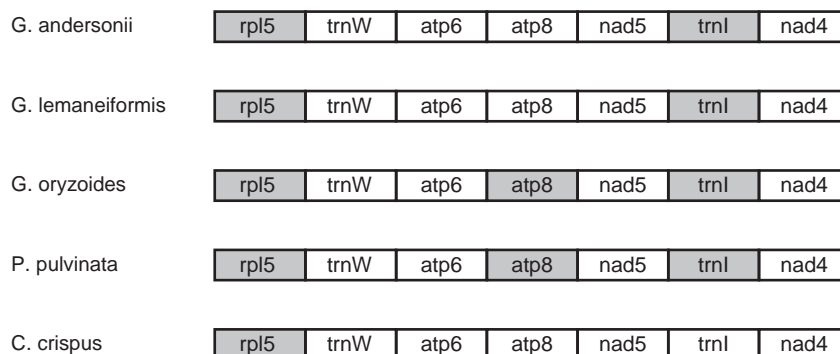 G. andersonii rpl5 trnW atp6 atp8 nad5 trnI nad4
G. lemaneiformis rpl5 trnW atp6 atp8 nad5 trnI nad4
G. oryzoides rpl5 trnW atp6 atp8 nad5 trnI nad4
P. pulvinata rpl5 trnW atp6 atp8 nad5 trnI nad4
C. crispus rpl5 trnW atp6 atp8 nad5 trnI nad4